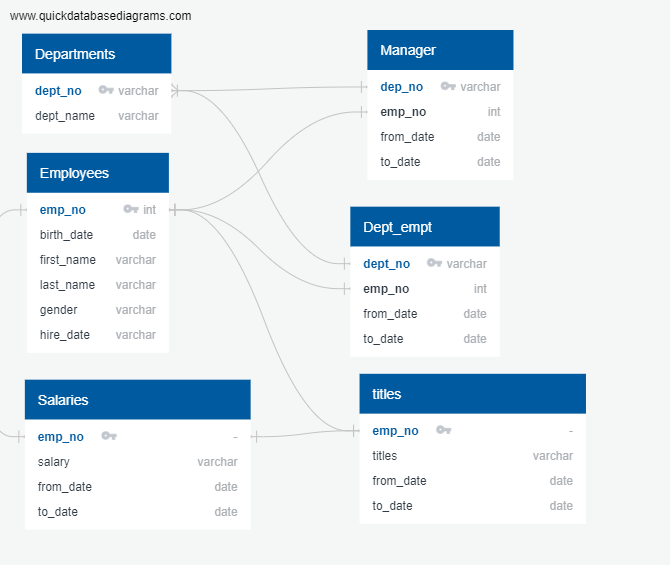 www.quickdatabasediagrams.com
Departments
dept_no varchar
dept_name varchar
Manager
dep_no varchar
emp_no int
from_date date
to_date date
Employees
emp_no int
birth_date date
first_name varchar
last_name varchar
gender varchar
hire_date varchar
Dept_empt
dept_no varchar
emp_no int
from_date date
to_date date
Salaries
emp_no -
salary varchar
from_date date
to_date date
titles
emp_no -
titles varchar
from_date date
to_date date